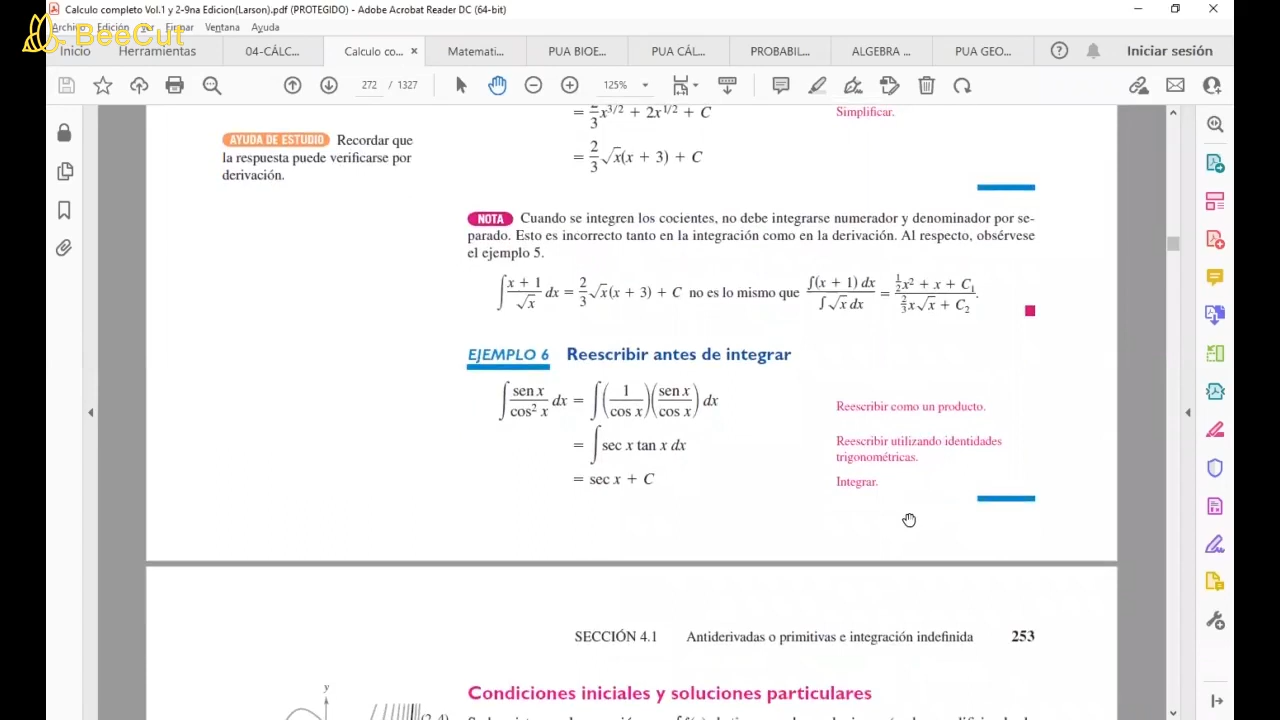 Calculo completo Vol.1 y 2-9na Edicion(Larson).pdf (PROTEGIDO) - Adobe Acrobat Reader DC (64-bit)
Archivo Edición Ver Firmar Ventana Ayuda
BeeCut
Inicio Herramientas 04-CÁLC... Calculo co... × Matemati... PUA BIOE... PUA CÁL... PROBABIL... ALGEBRA ... PUA GEO... Iniciar sesión
272 / 1327 125%
= 2/3 x^3/2 + 2x^1/2 + C Simplificar.
AYUDA DE ESTUDIO Recordar que
la respuesta puede verificarse por
derivación.
= 2/3 √x(x + 3) + C
NOTA Cuando se integren los cocientes, no debe integrarse numerador y denominador por se-
parado. Esto es incorrecto tanto en la integración como en la derivación. Al respecto, obsérvese
el ejemplo 5.
∫ (x + 1)/√x dx = 2/3 √x(x + 3) + C no es lo mismo que ∫(x + 1) dx / ∫√x dx = (1/2 x² + x + C₁)/(2/3 x√x + C₂).
EJEMPLO 6 Reescribir antes de integrar
∫ sen x/cos² x dx = ∫ (1/cos x)(sen x/cos x) dx Reescribir como un producto.
= ∫ sec x tan x dx Reescribir utilizando identidades
trigonométricas.
= sec x + C Integrar.
SECCIÓN 4.1 Antiderivadas o primitivas e integración indefinida 253
y
Condiciones iniciales y soluciones particulares
(2, 4)